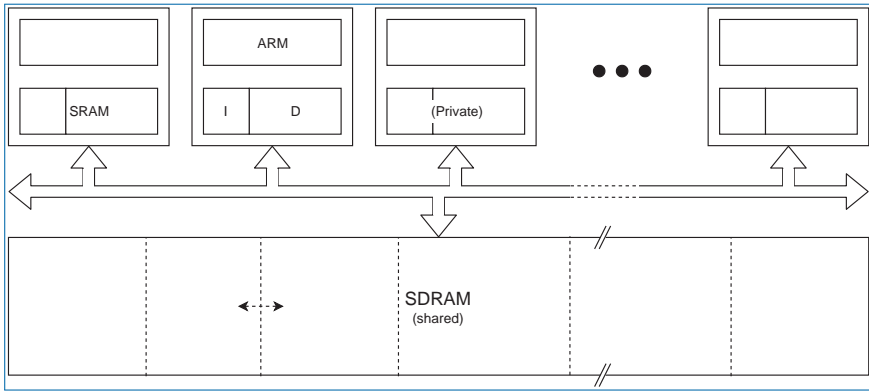 ARM
SRAM
I
D
(Private)
SDRAM
(shared)